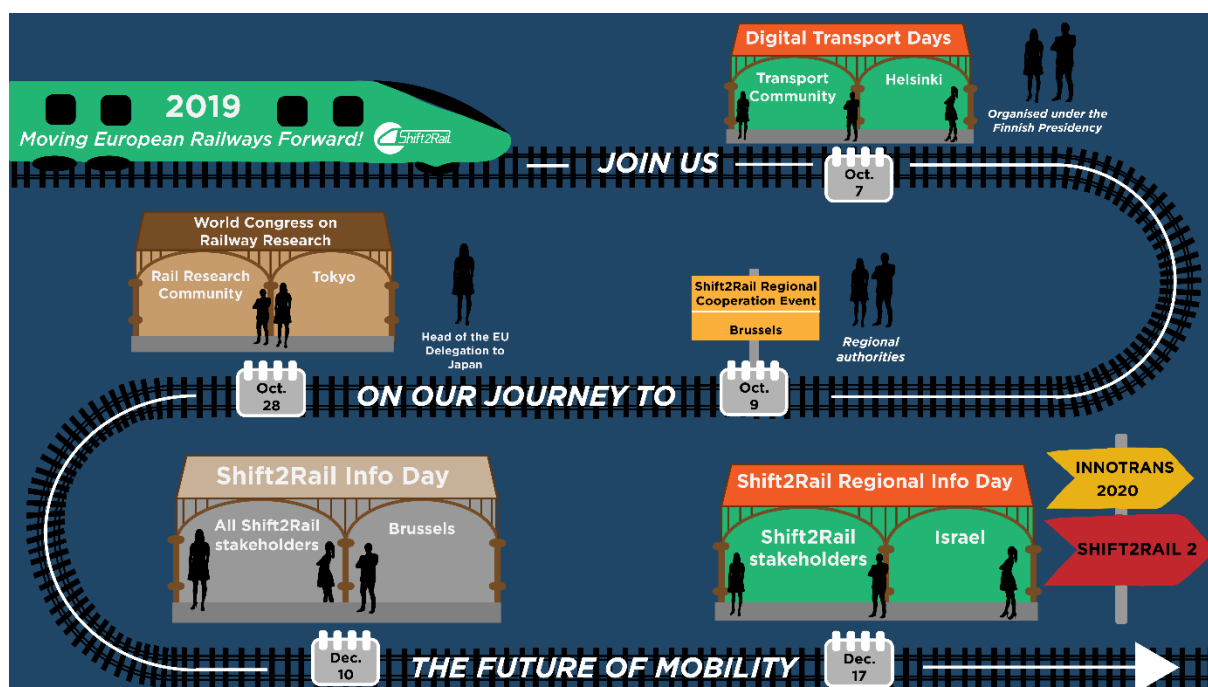 2019
Moving European Railways Forward!
Shift2Rail
JOIN US
Digital Transport Days
Transport
Community
Helsinki
Organised under the
Finnish Presidency
Oct.
7
Shift2Rail Regional
Cooperation Event
Brussels
Regional
authorities
Oct.
9
ON OUR JOURNEY TO
World Congress on
Railway Research
Rail Research
Community
Tokyo
Head of the EU
Delegation to
Japan
Oct.
28
Shift2Rail Info Day
All Shift2Rail
stakeholders
Brussels
Dec.
10
THE FUTURE OF MOBILITY
Shift2Rail Regional Info Day
Shift2Rail
stakeholders
Israel
Dec.
17
INNOTRANS
2020
SHIFT2RAIL 2